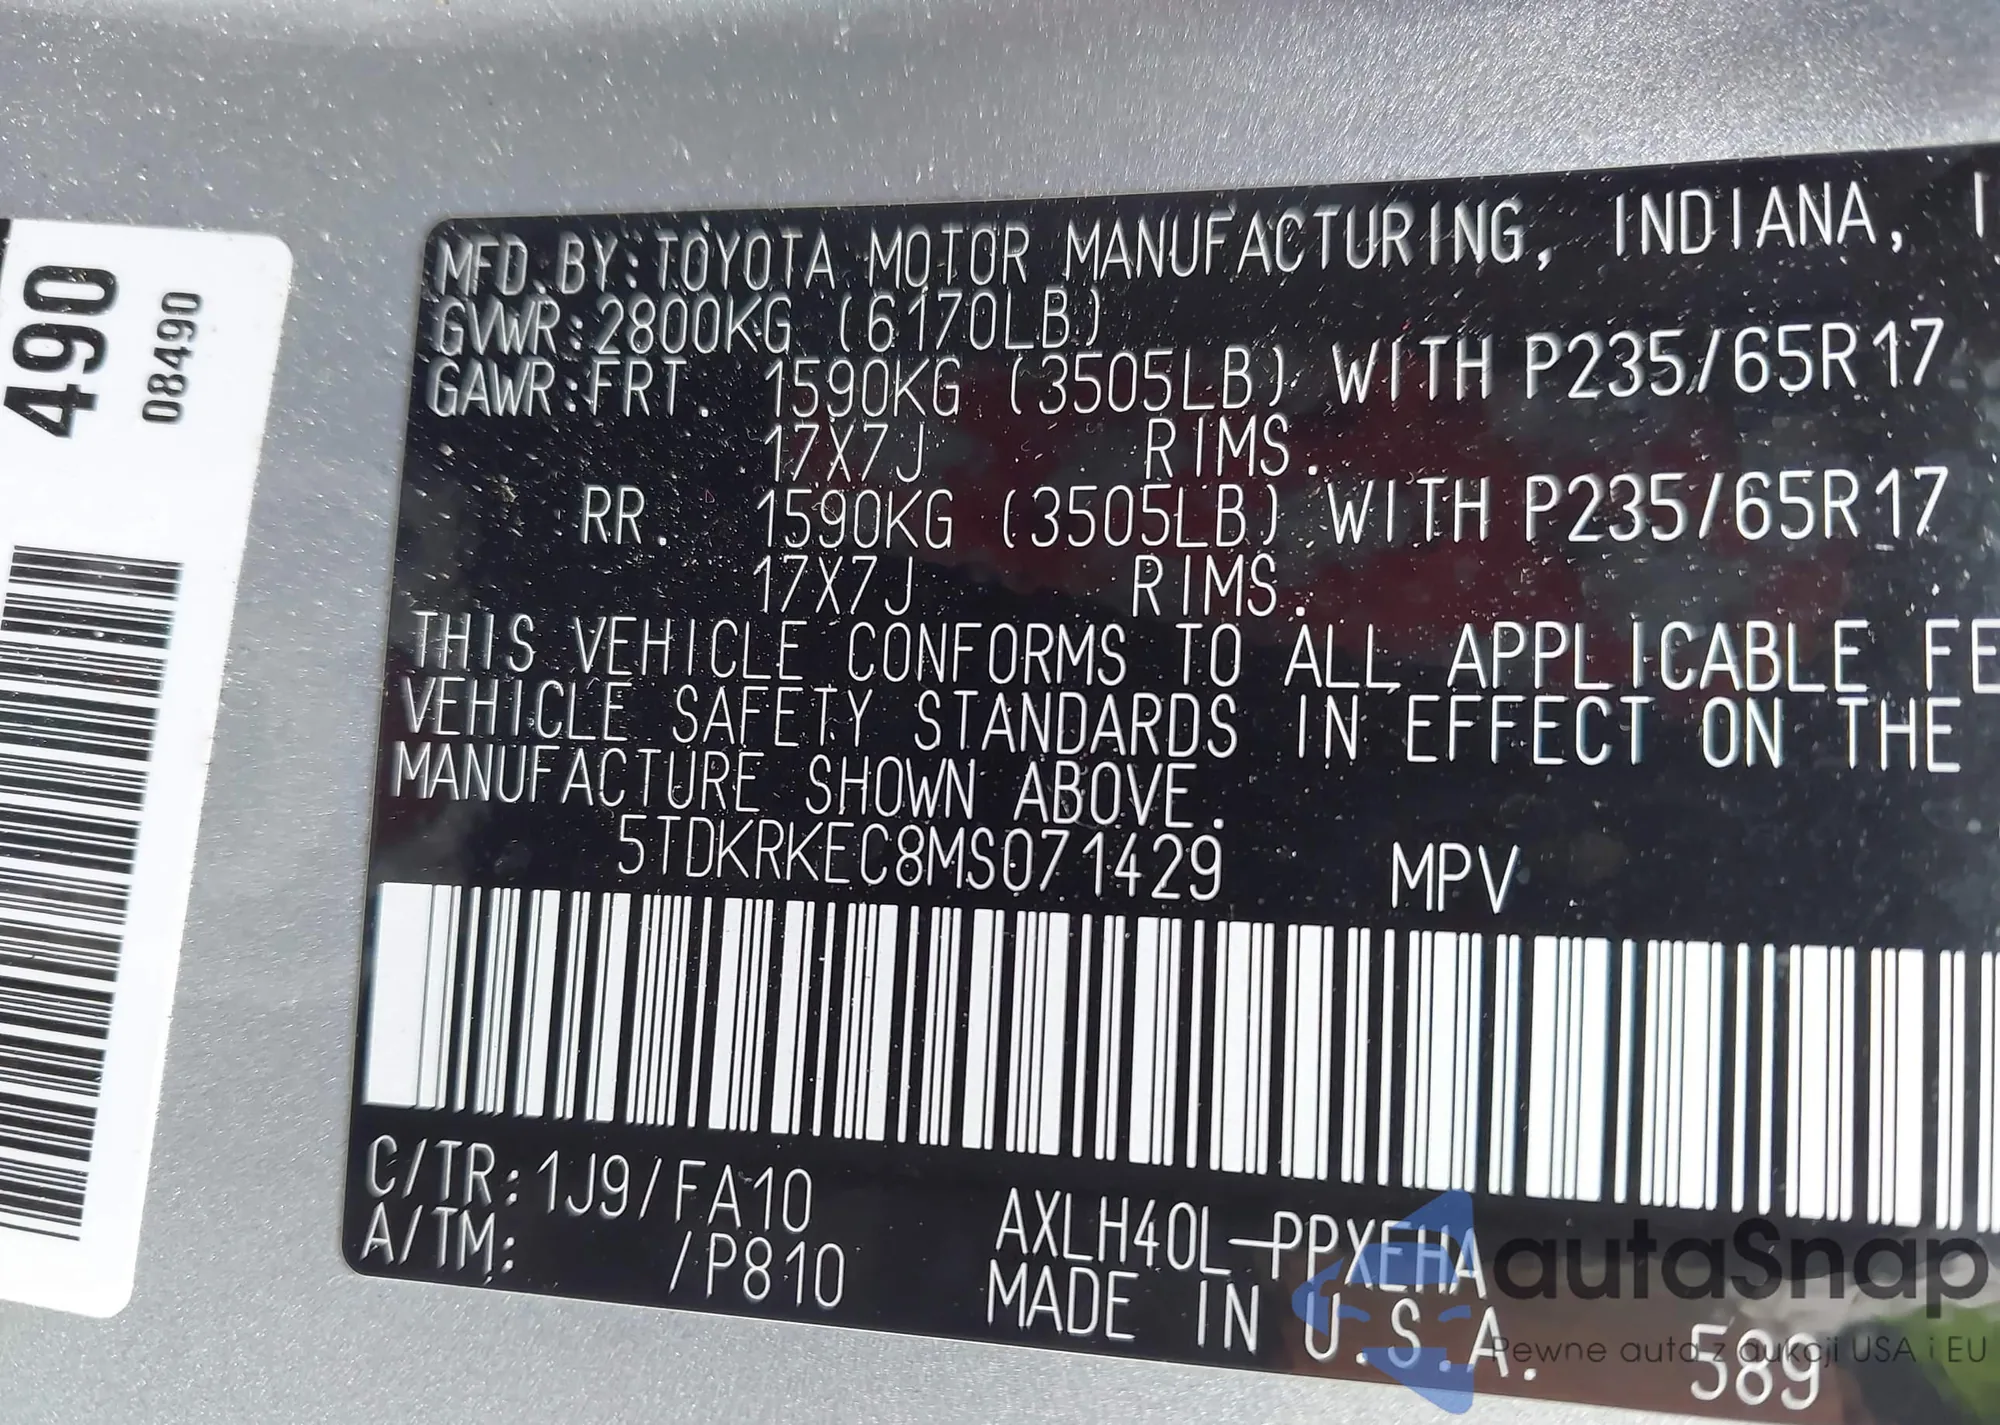 490
08490
MFD.BY:TOYOTA MOTOR MANUFACTURING, INDIANA, I
GVWR:2800KG (6170LB)
GAWR:FRT. 1590KG (3505LB) WITH P235/65R17
17X7J RIMS.
RR. 1590KG (3505LB) WITH P235/65R17
17X7J RIMS.
THIS VEHICLE CONFORMS TO ALL APPLICABLE FE
VEHICLE SAFETY STANDARDS IN EFFECT ON THE
MANUFACTURE SHOWN ABOVE.
5TDKRKEC8MS071429 MPV
C/TR:1J9/FA10 AXLH40L-PPXEHA
A/TM: /P810 MADE IN U.S.A. 589
autaSnap
Pewne auta z aukcji USA i EU